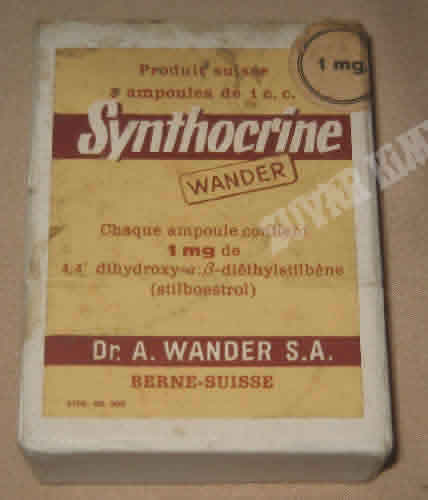 Produit suisse
ampoules de 1 c. c.
1 mg.
Synthocrine
WANDER
Chaque ampoule contient
1 mg de
4,4' dihydroxy-α:β-diéthylstilbène
(stilboestrol)
Dr. A. WANDER S.A.
BERNE-SUISSE